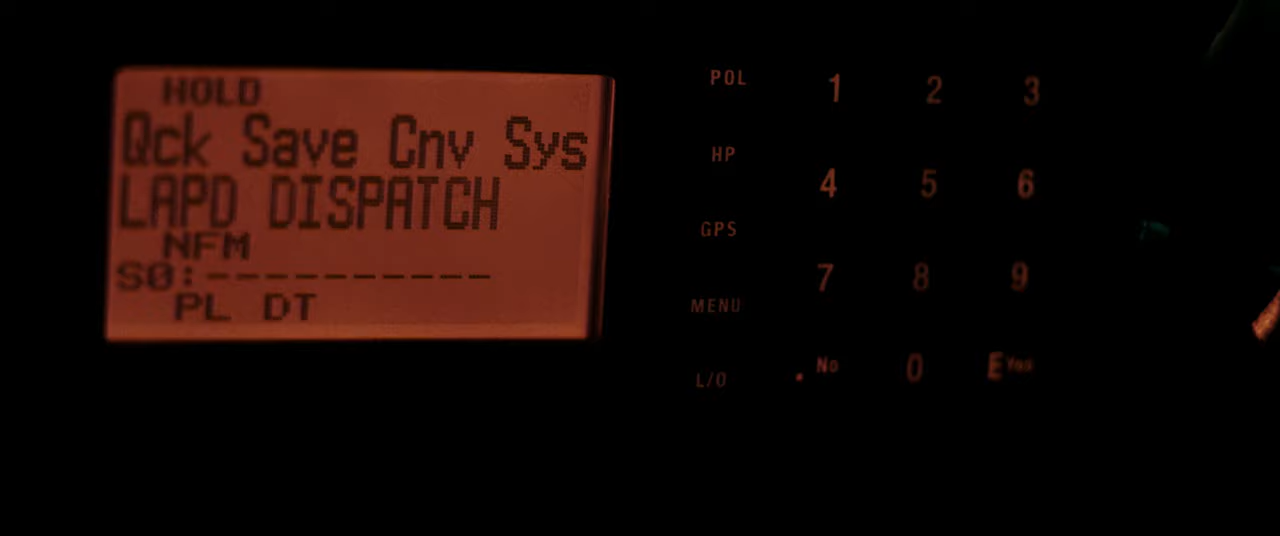 HOLD
Qck Save Cnv Sys
LAPD DISPATCH
NFM
S0:-----------
PL DT
POL 1 2 3
HP
4 5 6
GPS
7 8 9
MENU
. No 0 E Yes
L/O